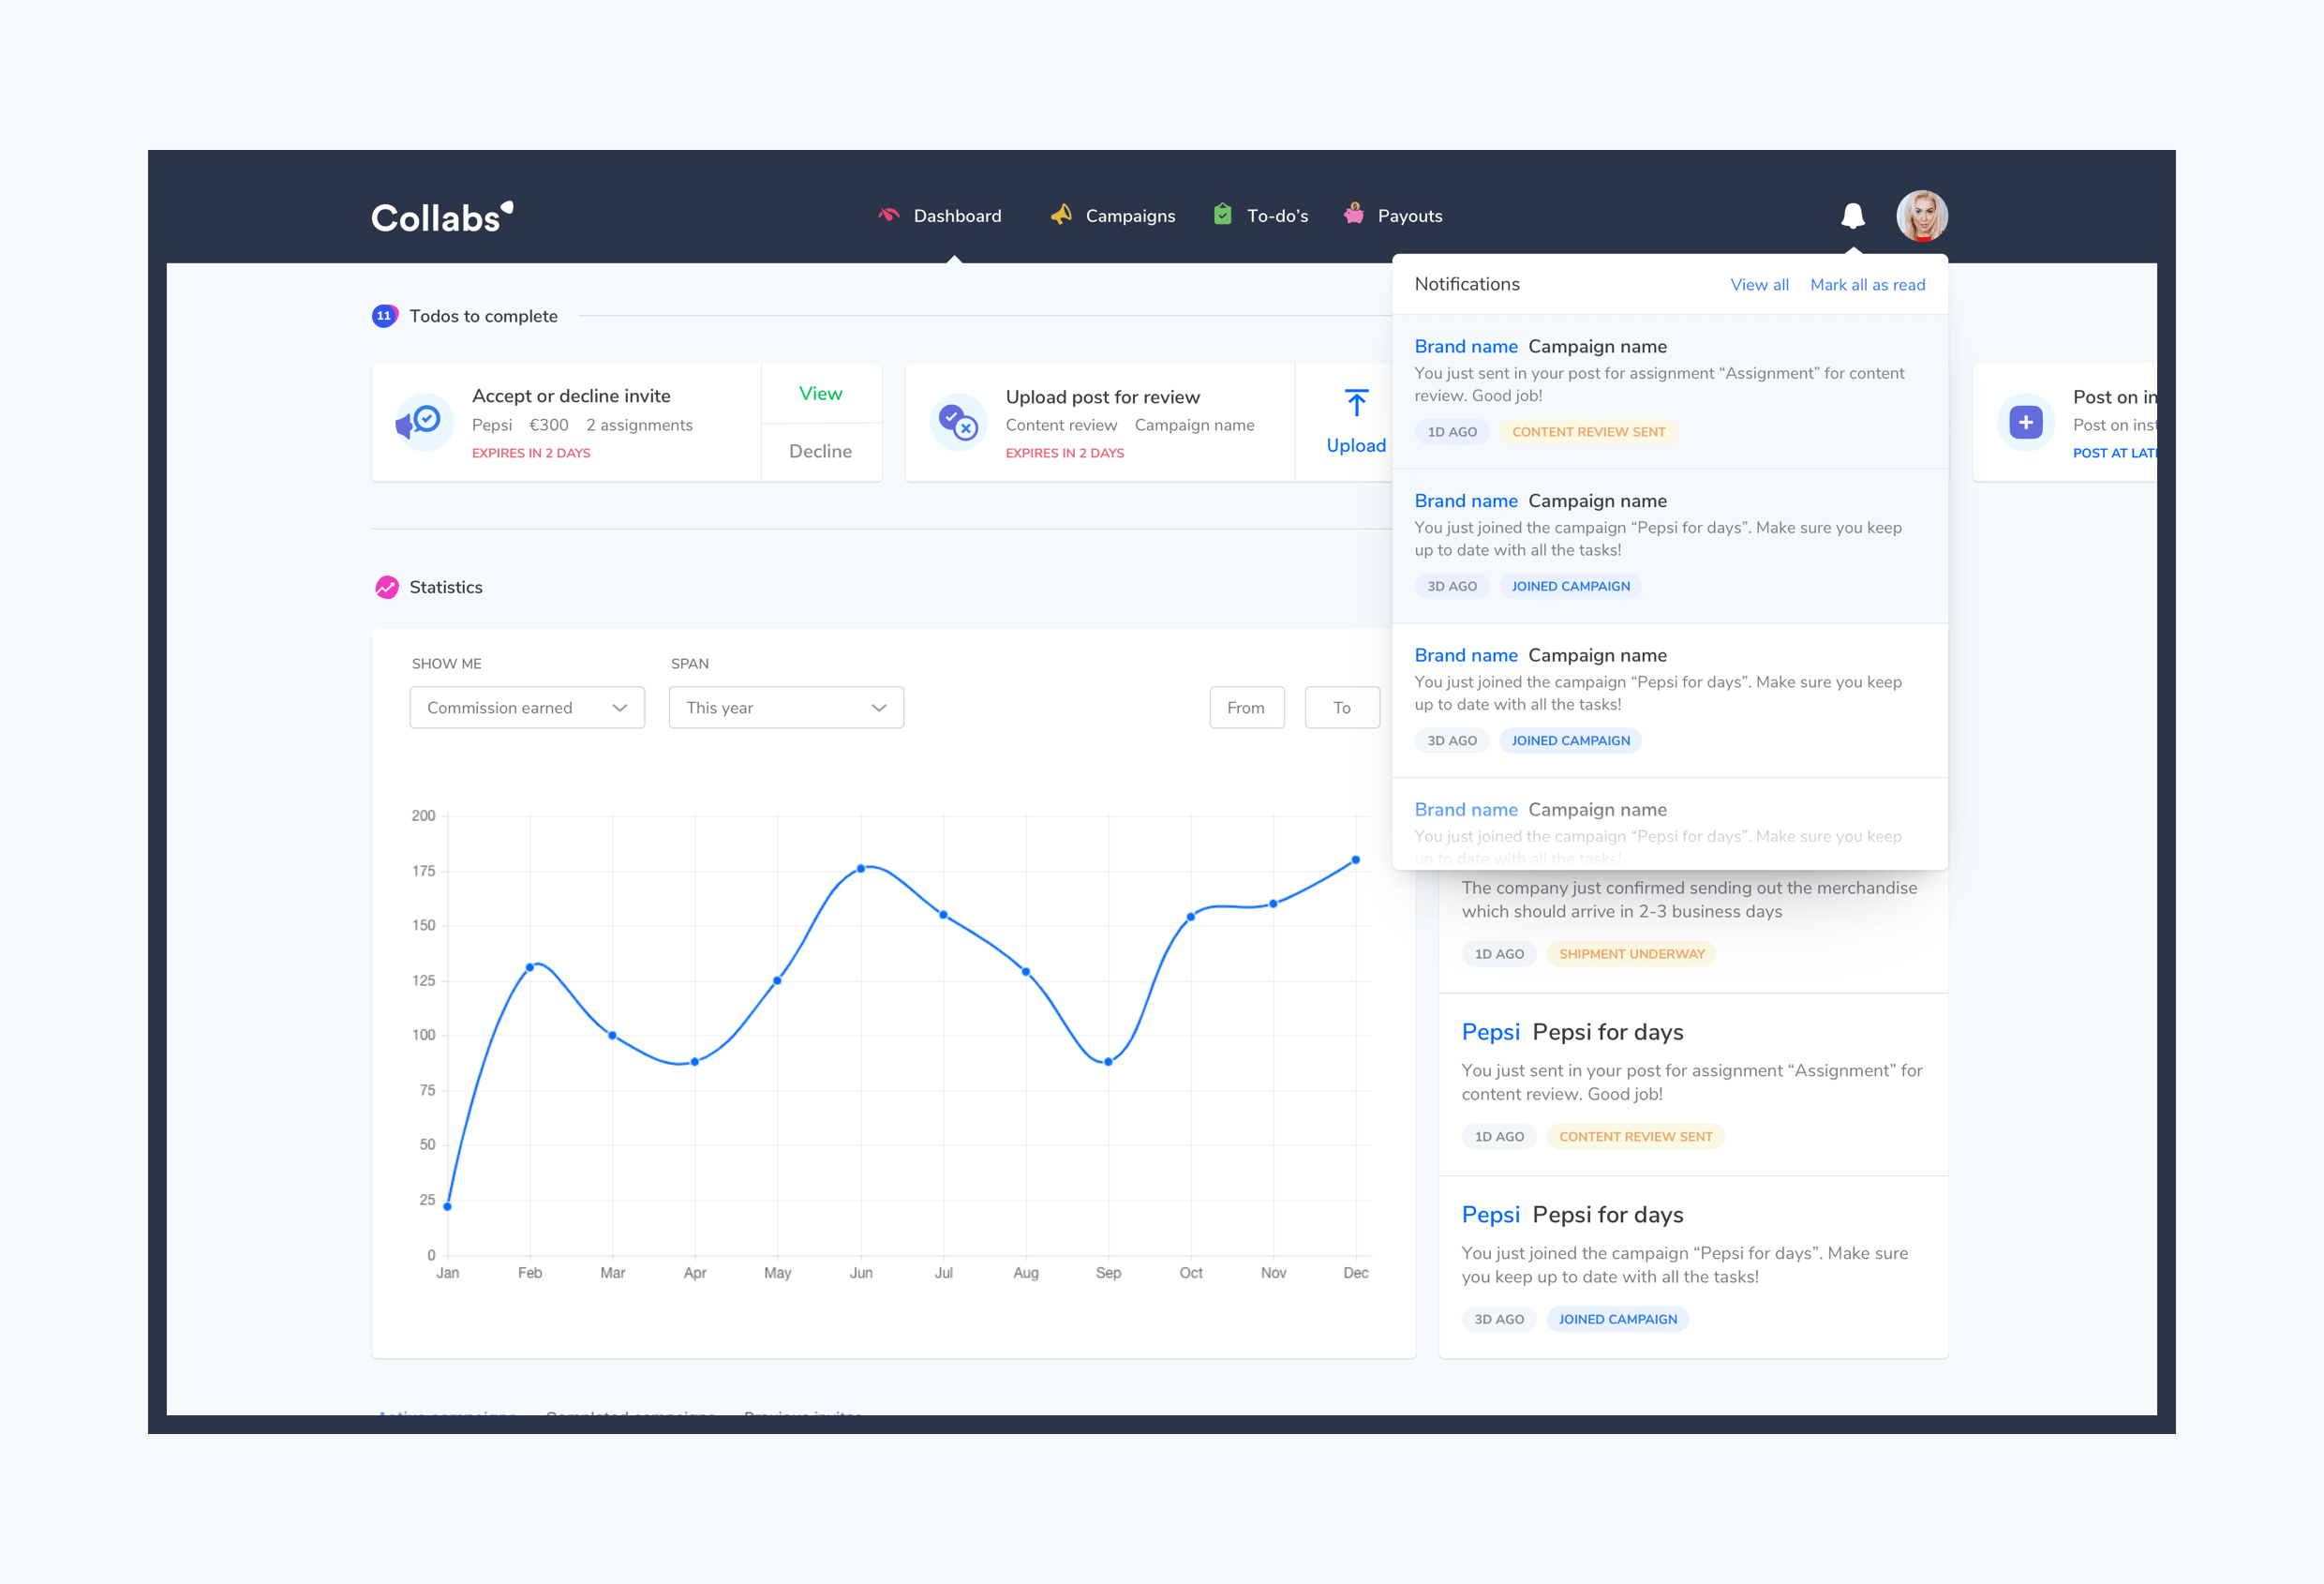 Collabs
Dashboard
Campaigns
To-do’s
Payouts
11 Todos to complete
Accept or decline invite
Pepsi €300 2 assignments
EXPIRES IN 2 DAYS
View
Decline
Upload post for review
Content review Campaign name
EXPIRES IN 2 DAYS
Upload
Post on in
Post on inst
POST AT LAT
Notifications
View all
Mark all as read
Brand name Campaign name
You just sent in your post for assignment “Assignment” for content
review. Good job!
1D AGO CONTENT REVIEW SENT
Brand name Campaign name
You just joined the campaign “Pepsi for days”. Make sure you keep
up to date with all the tasks!
3D AGO JOINED CAMPAIGN
Brand name Campaign name
You just joined the campaign “Pepsi for days”. Make sure you keep
up to date with all the tasks!
3D AGO JOINED CAMPAIGN
Brand name Campaign name
You just joined the campaign “Pepsi for days”. Make sure you keep
up to date with all the tasks!
Statistics
SHOW ME
Commission earned
SPAN
This year
From
To
200
175
150
125
100
75
50
25
0
Jan Feb Mar Apr May Jun Jul Aug Sep Oct Nov Dec
The company just confirmed sending out the merchandise
which should arrive in 2-3 business days
1D AGO SHIPMENT UNDERWAY
Pepsi Pepsi for days
You just sent in your post for assignment “Assignment” for
content review. Good job!
1D AGO CONTENT REVIEW SENT
Pepsi Pepsi for days
You just joined the campaign “Pepsi for days”. Make sure
you keep up to date with all the tasks!
3D AGO JOINED CAMPAIGN
Active campaigns Completed campaigns Previous invites